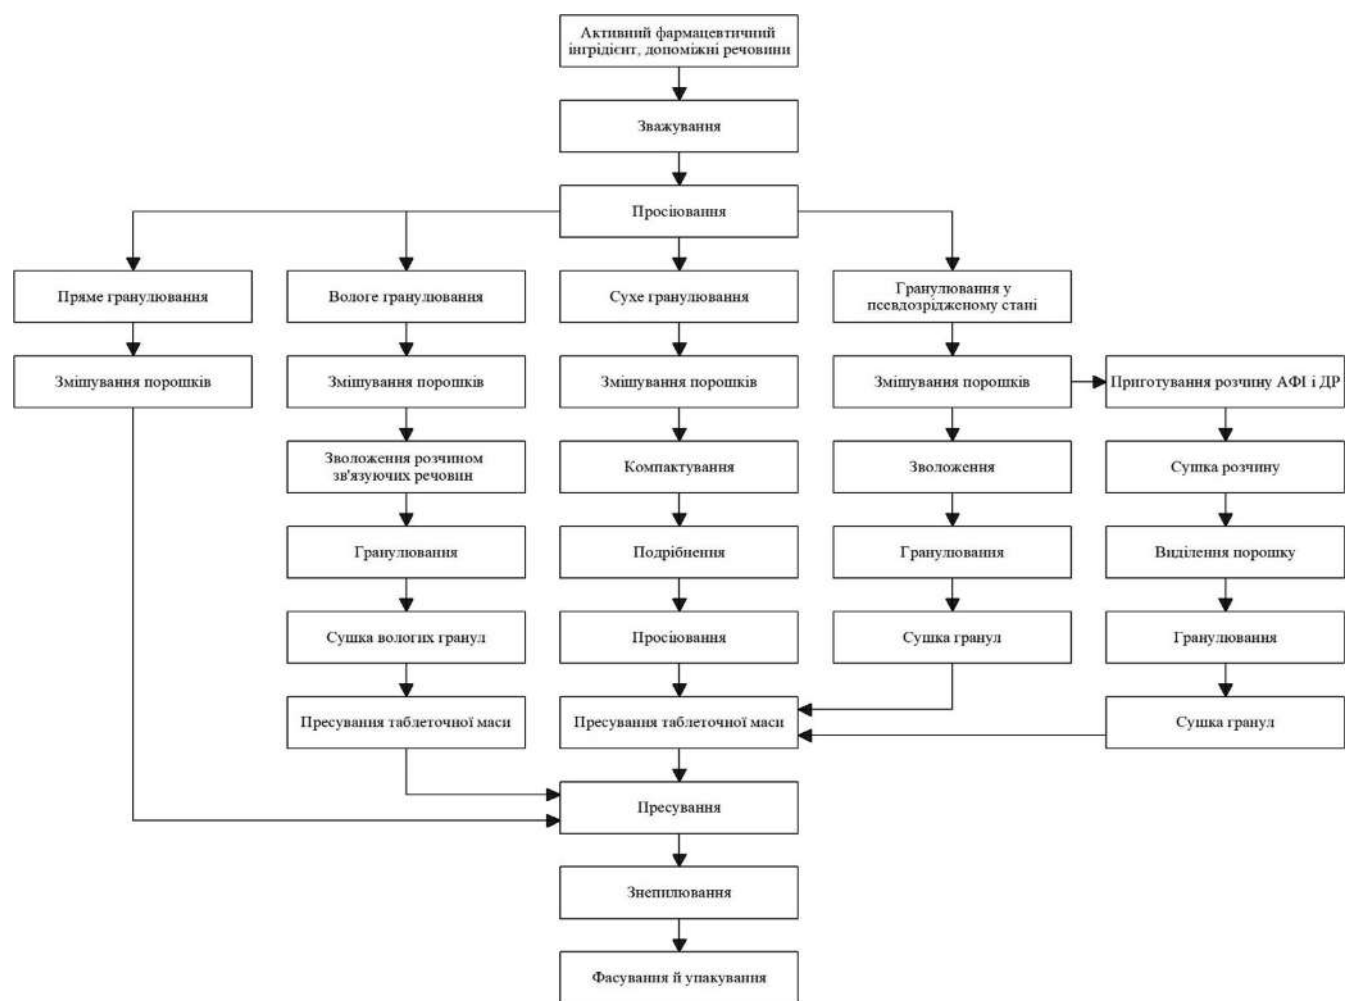 Активний фармацевтичний
інгрідієнт, допоміжні речовини
Зважування
Просіювання
Пряме гранулювання
Вологе гранулювання
Сухе гранулювання
Гранулювання у
псевдозрідженому стані
Змішування порошків
Змішування порошків
Змішування порошків
Змішування порошків
Приготування розчину АФІ і ДР
Зволоження розчином
зв'язуючих речовин
Компактування
Зволоження
Сушка розчину
Гранулювання
Подрібнення
Гранулювання
Виділення порошку
Сушка вологих гранул
Просіювання
Сушка гранул
Гранулювання
Пресування таблеточної маси
Пресування таблеточної маси
Сушка гранул
Пресування
Знепилювання
Фасування й упакування